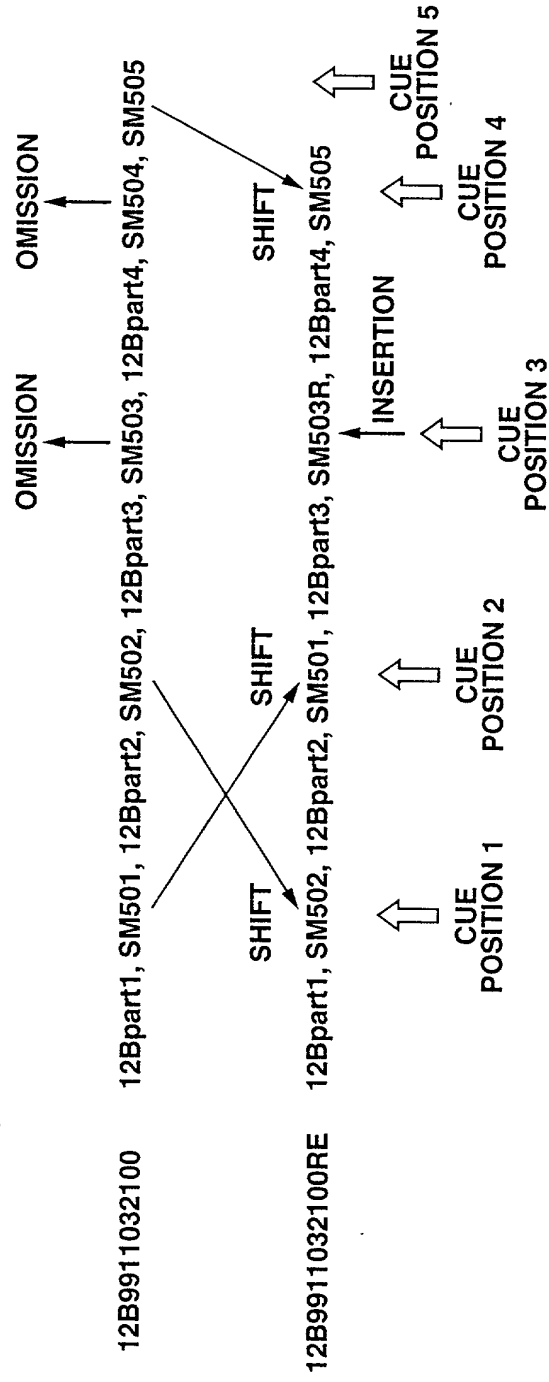 OMISSION OMISSION
12B9911032100 12Bpart1, SM501, 12Bpart2, SM502, 12Bpart3, SM503, 12Bpart4, SM504, SM505
SHIFT SHIFT SHIFT
12B9911032100RE 12Bpart1, SM502, 12Bpart2, SM501, 12Bpart3, SM503R, 12Bpart4, SM505
INSERTION
CUE
POSITION 1
CUE
POSITION 2
CUE
POSITION 3
CUE
POSITION 4
CUE
POSITION 5